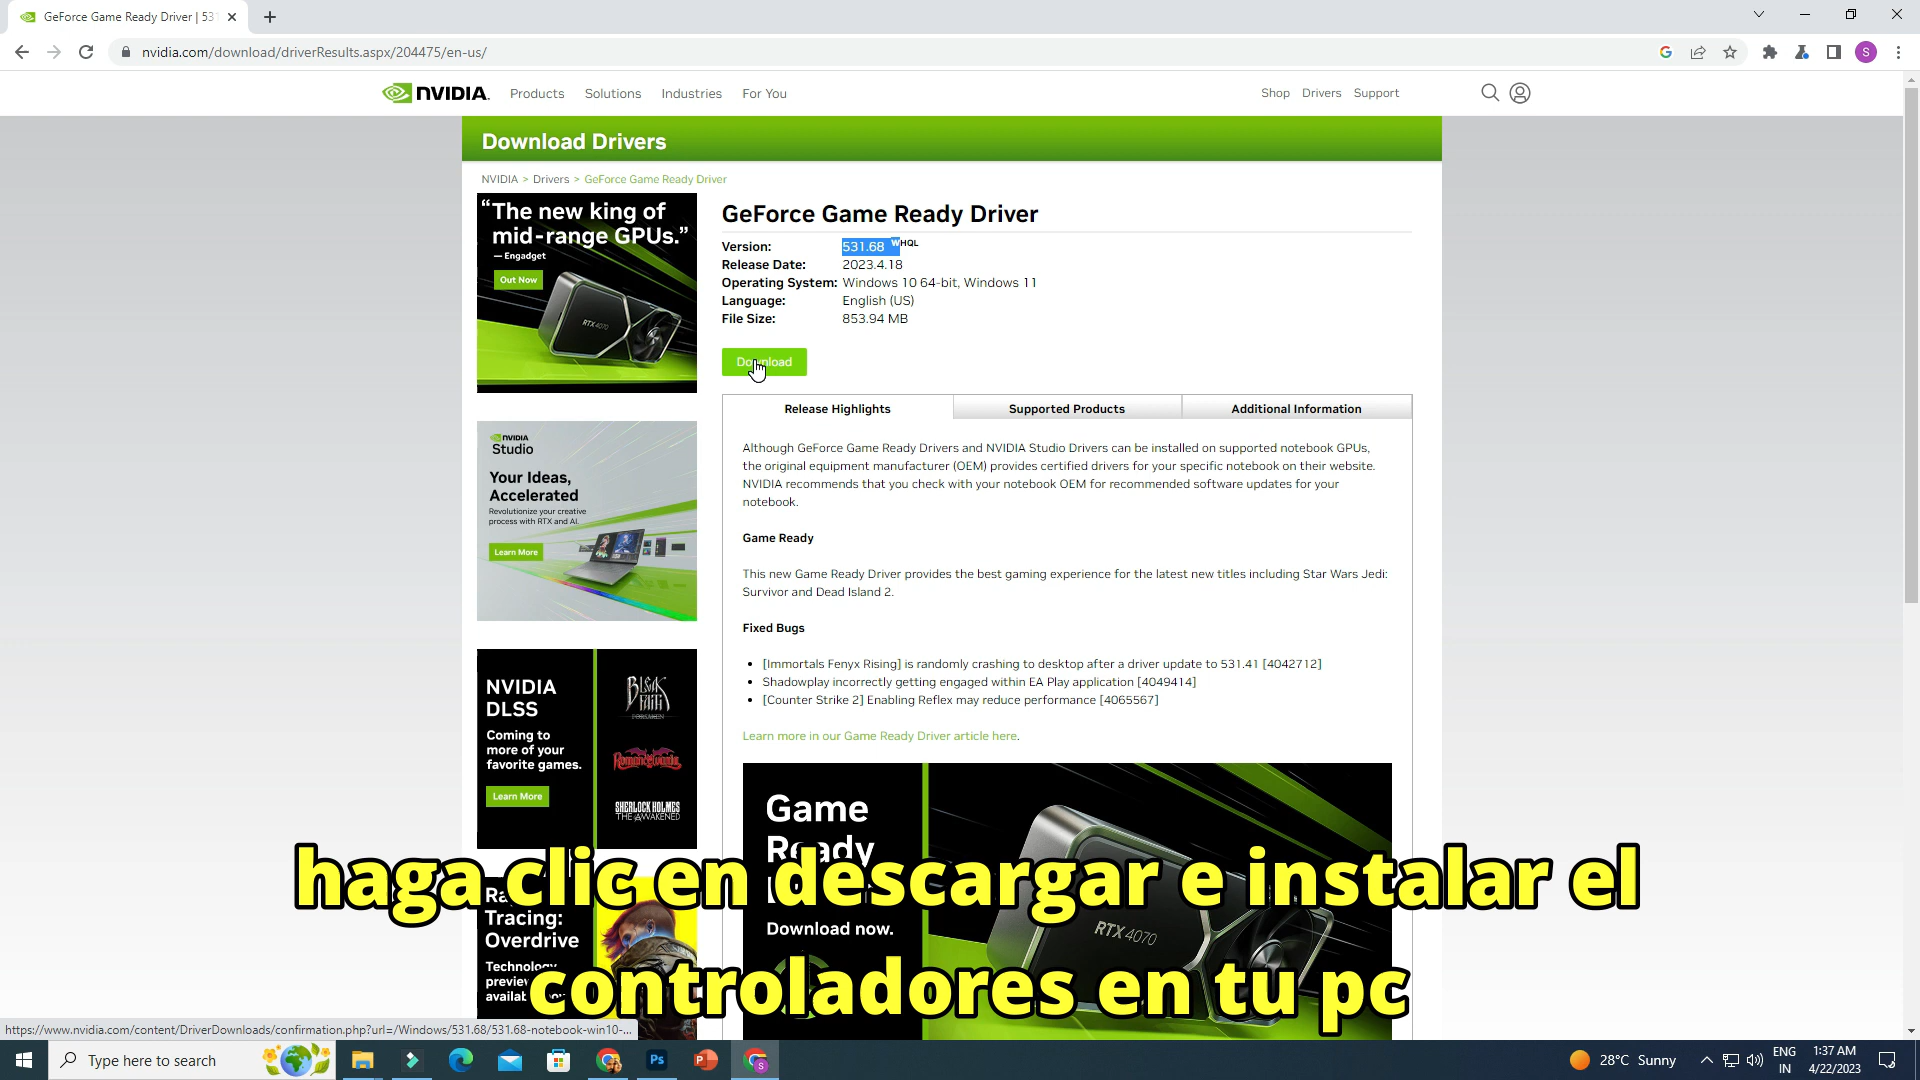 GeForce Game Ready Driver | 531
nvidia.com/download/driverResults.aspx/204475/en-us/
S
NVIDIA.
Products Solutions Industries For You
Shop Drivers Support
Download Drivers
NVIDIA > Drivers > GeForce Game Ready Driver
“The new king of
mid-range GPUs.”
— Engadget
Out Now
RTX 4070
GeForce Game Ready Driver
Version: 531.68 WHQL
Release Date: 2023.4.18
Operating System: Windows 10 64-bit, Windows 11
Language: English (US)
File Size: 853.94 MB
Download
NVIDIA
Studio
Your Ideas,
Accelerated
Revolutionize your creative
process with RTX and AI.
Learn More
Release Highlights Supported Products Additional Information
Although GeForce Game Ready Drivers and NVIDIA Studio Drivers can be installed on supported notebook GPUs,
the original equipment manufacturer (OEM) provides certified drivers for your specific notebook on their website.
NVIDIA recommends that you check with your notebook OEM for recommended software updates for your
notebook.
Game Ready
This new Game Ready Driver provides the best gaming experience for the latest new titles including Star Wars Jedi:
Survivor and Dead Island 2.
Fixed Bugs
• [Immortals Fenyx Rising] is randomly crashing to desktop after a driver update to 531.41 [4042712]
• Shadowplay incorrectly getting engaged within EA Play application [4049414]
• [Counter Strike 2] Enabling Reflex may reduce performance [4065567]
Learn more in our Game Ready Driver article here.
NVIDIA
DLSS
Coming to
more of your
favorite games.
Learn More
BLEAK
FAITH
FORSAKEN
SHERLOCK HOLMES
THE AWAKENED
Game
Ready
Download now.
RTX 4070
Tracing:
Overdrive
Technology
haga clic en descargar e instalar el
controladores en tu pc
https://www.nvidia.com/content/DriverDownloads/confirmation.php?url=/Windows/531.68/531.68-notebook-win10-...
Type here to search
Ps
P
S
28°C Sunny
ENG
IN
1:37 AM
4/22/2023